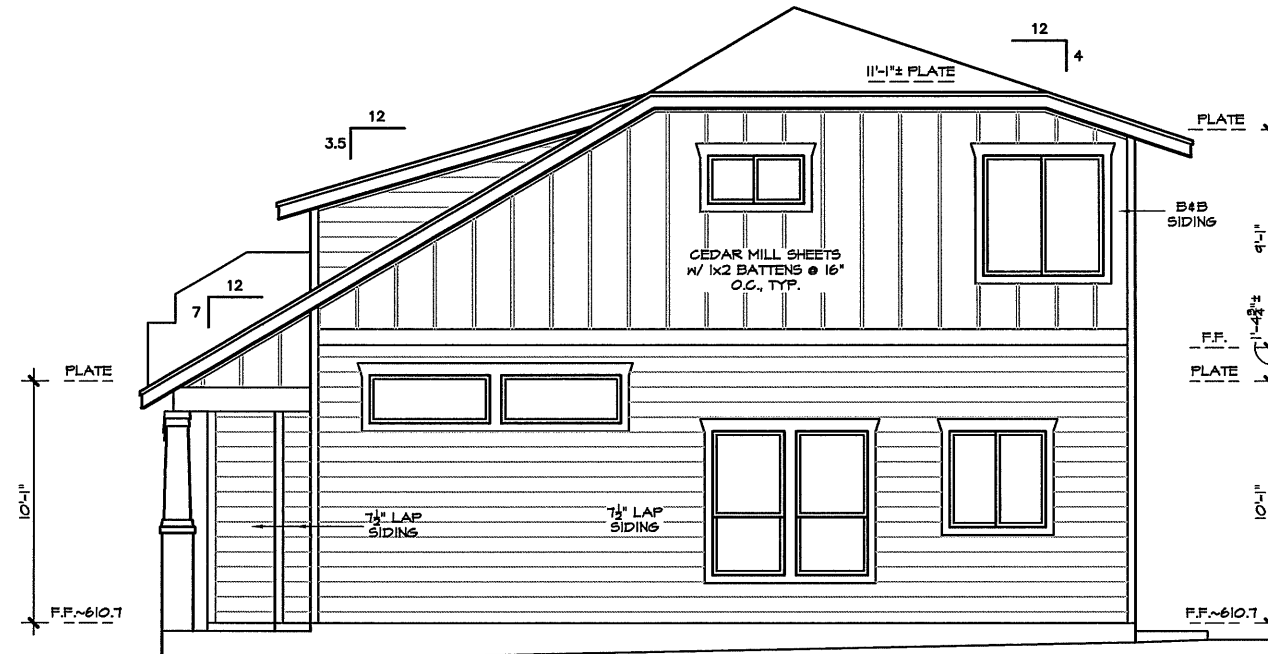 12
4
11'-1"± PLATE
12
3.5
PLATE
B&B
SIDING
9'-1"
CEDAR MILL SHEETS
W/ 1x2 BATTENS @ 16"
O.C., TYP.
12
7
1'-4¾"±
F.F.
PLATE
PLATE
10'-1"
7½" LAP
SIDING
7½" LAP
SIDING
10'-1"
F.F.~610.7
F.F.~610.7